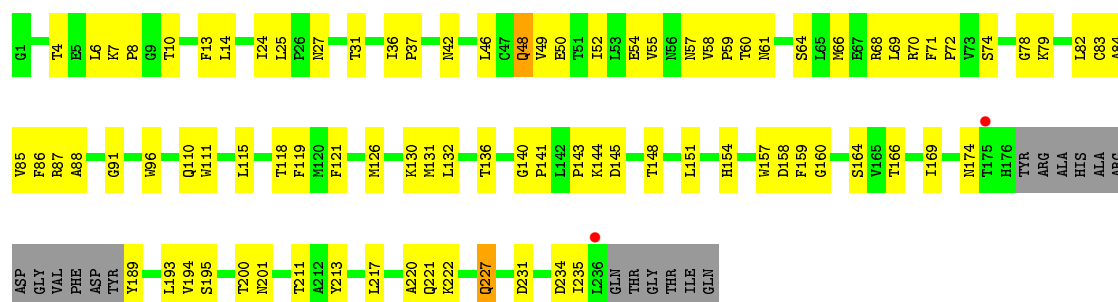 G1 T4 E5 L6 K7 P8 G9 T10 F13 L14 I24 L25 P26 N27 T31 I36 P37 N42 L46 C47 Q48 V49 E50 T51 I52 L53 E54 V55 N56 N57 V58 P59 T60 N61 S64 L65 M66 E67 R68 L69 R70 F71 P72 V73 S74 G78 K79 L82 C83 A84
V85 F86 R87 A88 G91 W96 Q110 W111 L115 T118 F119 M120 F121 M126 K130 M131 L132 T136 G140 P141 L142 P143 K144 D145 T148 L151 H154 W157 D158 F159 G160 S164 V165 T166 I169 N174 T175 H176 TYR ARG ALA HIS ALA ARG
ASP GLY VAL PHE ASP TYR Y189 L193 V194 S195 T200 N201 T211 A212 Y213 L217 A220 Q221 K222 Q227 D231 D234 L235 L236 GLN THR GLY THR ILE GLN